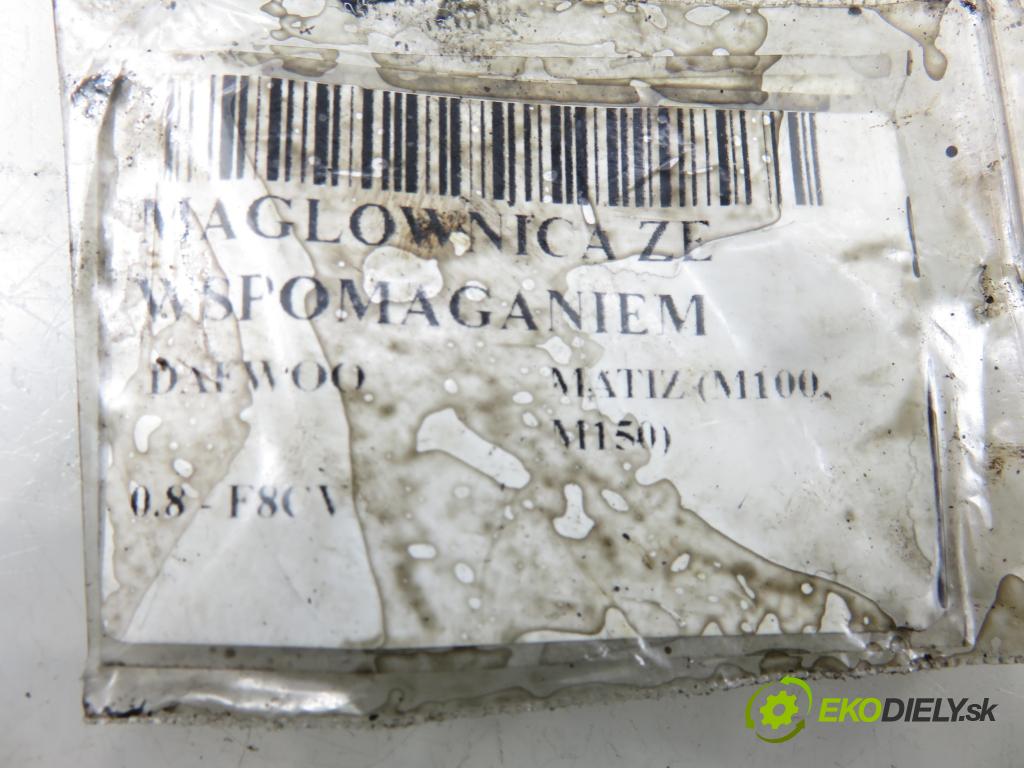 MAGLOWNICA ZE
WSPOMAGANIEM
DAEWOO MATIZ (M100,
M150)
0.8 - F8CV
EKODIELY.sk